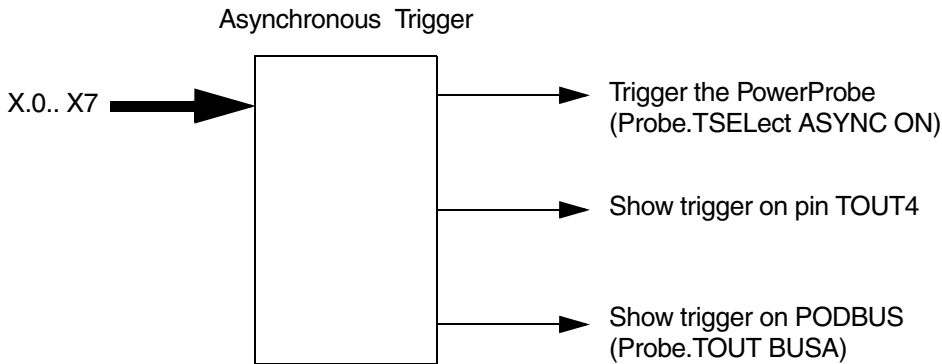 Asynchronous Trigger
X.0.. X7
Trigger the PowerProbe
(Probe.TSELect ASYNC ON)
Show trigger on pin TOUT4
Show trigger on PODBUS
(Probe.TOUT BUSA)